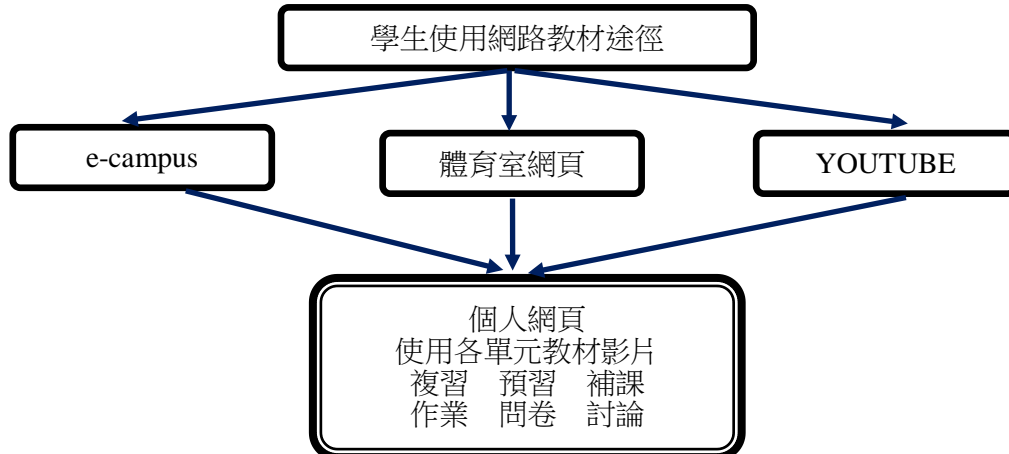 學生使用網路教材途徑
e-campus
體育室網頁
YOUTUBE
個人網頁
使用各單元教材影片
複習 預習 補課
作業 問卷 討論